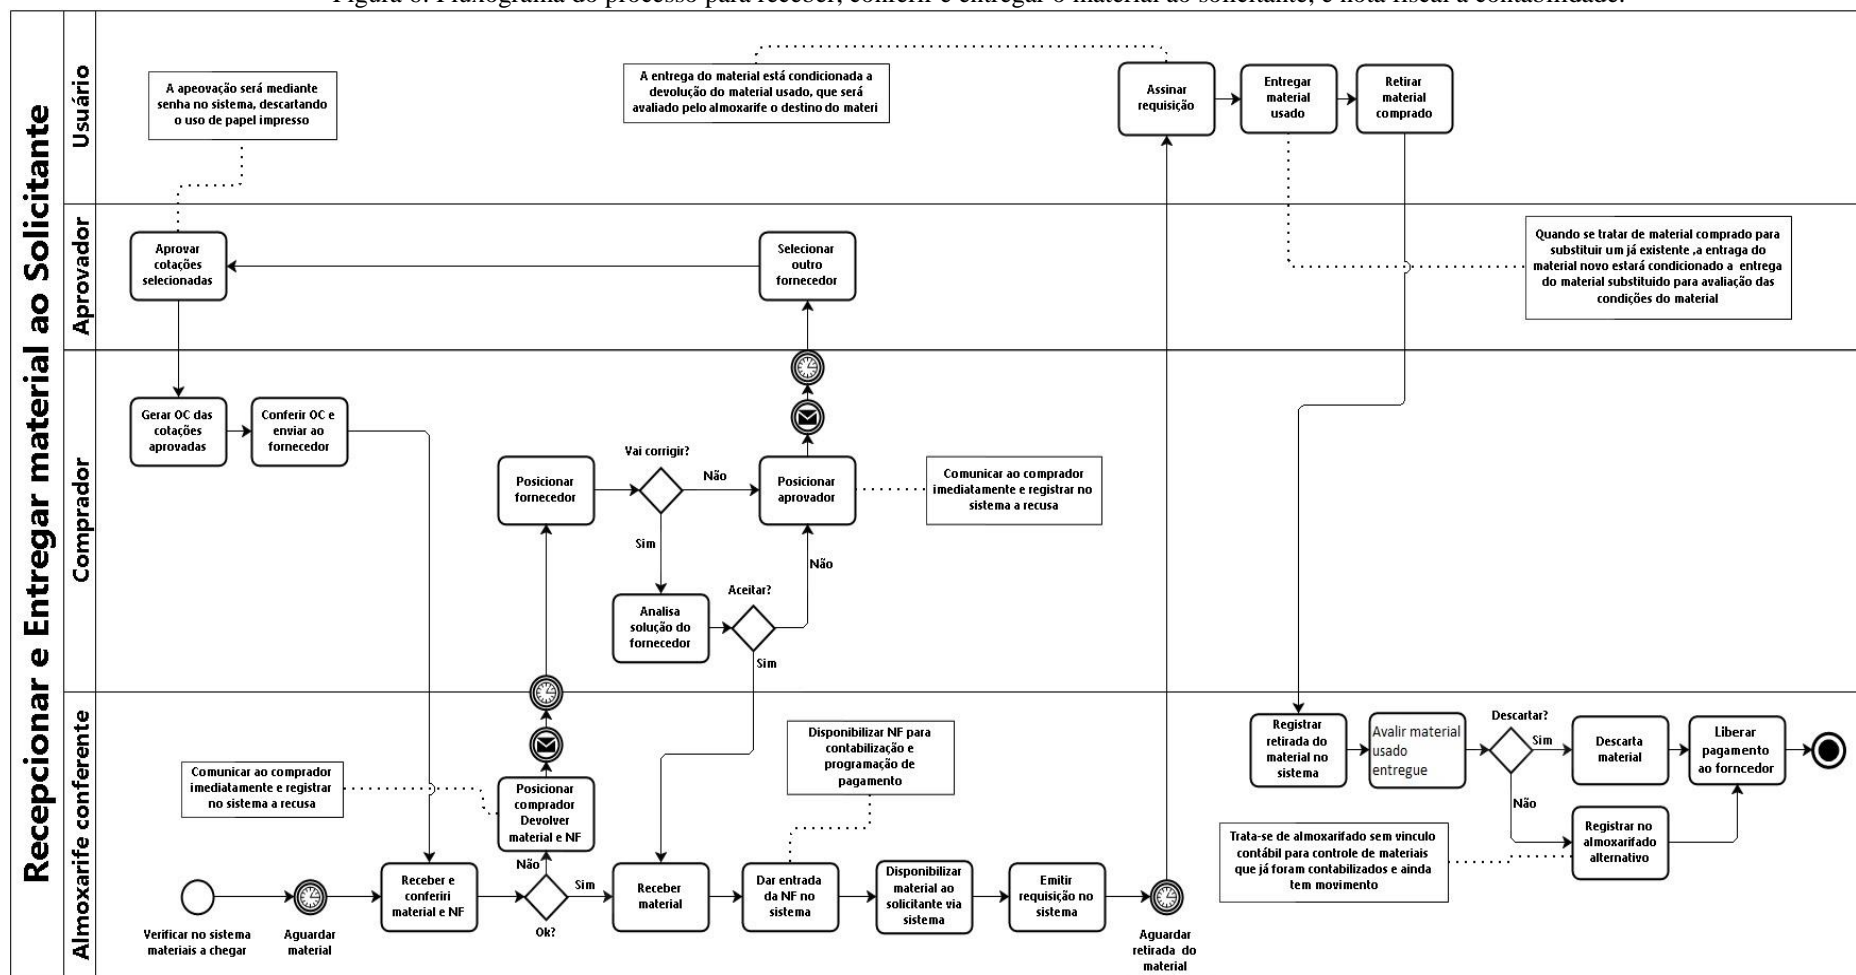 Figura 6: Fluxograma do processo para receber, conferir e entregar o material ao solicitante, e nota fiscal à contabilidade.
Recepcionar e Entregar material ao Solicitante
Usuário
A apeovação será mediante
senha no sistema, descartando
o uso de papel impresso
A entrega do material está condicionada a
devolução do material usado, que será
avaliado pelo almoxarife o destino do materi
Assinar
requisição
Entregar
material
usado
Retirar
material
comprado
Aprovador
Aprovar
cotações
selecionadas
Selecionar
outro
fornecedor
Quando se tratar de material comprado para
substituir um já existente ,a entraga do
material novo estará condicionado a entrega
do material substituido para avaliação das
condições do material
Comprador
Gerar OC das
cotações
aprovadas
Conferir OC e
enviar ao
fornecedor
Posicionar
fornecedor
Vai corrigir?
Não
Sim
Posicionar
aprovador
Comunicar ao comprador
imediatamente e registrar no
sistema a recusa
Analisa
solução do
fornecedor
Aceitar?
Não
Sim
Almoxarife conferente
Verificar no sistema
materiais a chegar
Aguardar
material
Receber e
conferiri
material e NF
Comunicar ao comprador
imediatamente e registrar
no sistema a recusa
Posicionar
comprador
Devolver
material e NF
Não
Ok?
Sim
Receber
material
Disponibilizar NF para
contabilização e
programação de
pagamento
Dar entrada
da NF no
sistema
Disponibilizar
material ao
solicitante via
sistema
Emitir
requisição no
sistema
Aguardar
retirada do
material
Registrar
retirada do
material no
sistema
Avalir material
usado
entregue
Descartar?
Sim
Não
Descarta
material
Liberar
pagamento
ao forncedor
Trata-se de almoxarifado sem vinculo
contábil para controle de materiais
que já foram contabilizados e ainda
tem movimento
Registrar no
almoxarifado
alternativo